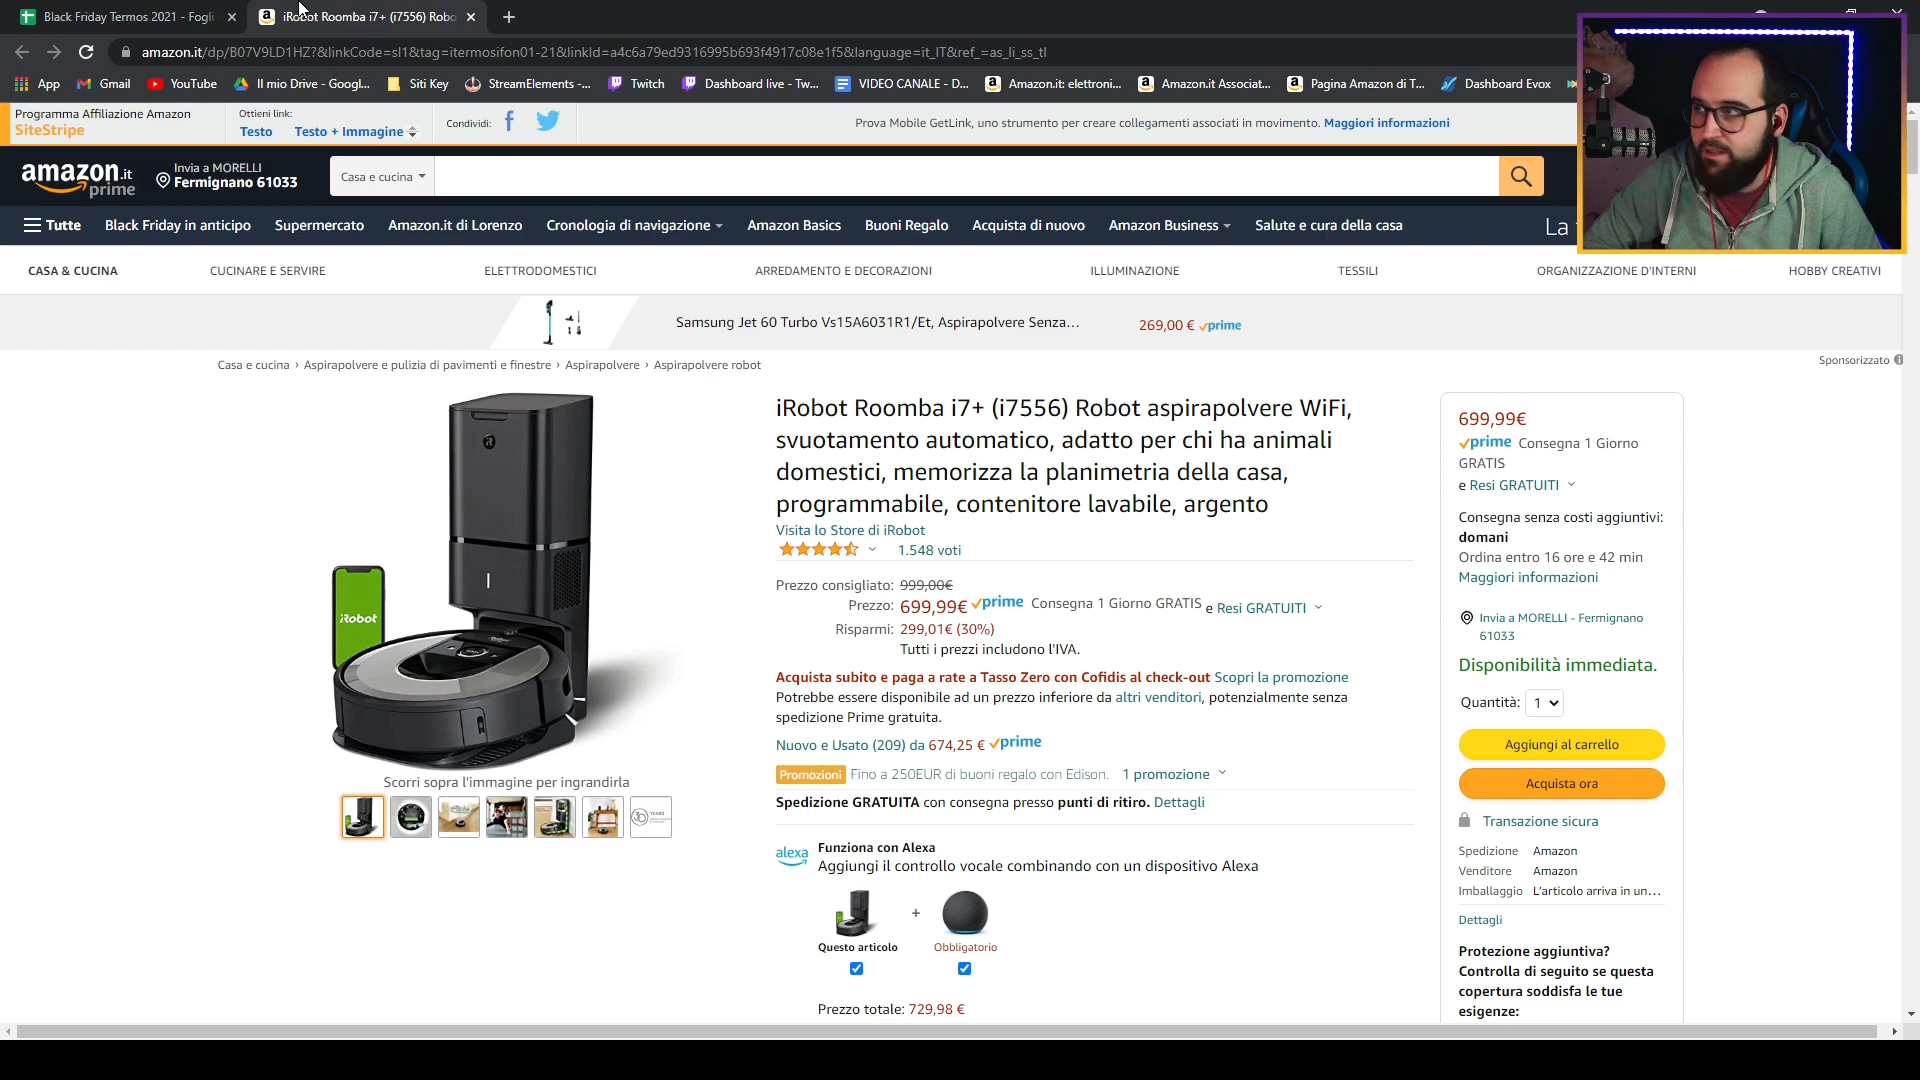 Black Friday Termos 2021 - Fogli
iRobot Roomba i7+ (i7556) Robo
amazon.it/dp/B07V9LD1HZ?&linkCode=sl1&tag=itermosifon01-21&linkId=a4c6a79ed9316995b693f4917c08e1f5&language=it_IT&ref_=as_li_ss_tl
App Gmail YouTube Il mio Drive - Googl... Siti Key StreamElements -... Twitch Dashboard live - Tw... VIDEO CANALE - D... Amazon.it: elettroni... Amazon.it Associat... Pagina Amazon di T... Dashboard Evox
Programma Affiliazione Amazon
SiteStripe
Ottieni link:
Testo Testo + Immagine
Condividi:
Prova Mobile GetLink, uno strumento per creare collegamenti associati in movimento. Maggiori informazioni
amazon.it
prime
Invia a MORELLI
Fermignano 61033
Casa e cucina
Tutte Black Friday in anticipo Supermercato Amazon.it di Lorenzo Cronologia di navigazione Amazon Basics Buoni Regalo Acquista di nuovo Amazon Business Salute e cura della casa La
CASA & CUCINA CUCINARE E SERVIRE ELETTRODOMESTICI ARREDAMENTO E DECORAZIONI ILLUMINAZIONE TESSILI ORGANIZZAZIONE D'INTERNI HOBBY CREATIVI
Samsung Jet 60 Turbo Vs15A6031R1/Et, Aspirapolvere Senza... 269,00 € prime
Casa e cucina › Aspirapolvere e pulizia di pavimenti e finestre › Aspirapolvere › Aspirapolvere robot
Sponsorizzato
iRobot
Scorri sopra l'immagine per ingrandirla
iRobot Roomba i7+ (i7556) Robot aspirapolvere WiFi,
svuotamento automatico, adatto per chi ha animali
domestici, memorizza la planimetria della casa,
programmabile, contenitore lavabile, argento
Visita lo Store di iRobot
1.548 voti
Prezzo consigliato: 999,00€
Prezzo: 699,99€ prime Consegna 1 Giorno GRATIS e Resi GRATUITI
Risparmi: 299,01€ (30%)
Tutti i prezzi includono l'IVA.
Acquista subito e paga a rate a Tasso Zero con Cofidis al check-out Scopri la promozione
Potrebbe essere disponibile ad un prezzo inferiore da altri venditori, potenzialmente senza
spedizione Prime gratuita.
Nuovo e Usato (209) da 674,25 € prime
Promozioni Fino a 250EUR di buoni regalo con Edison. 1 promozione
Spedizione GRATUITA con consegna presso punti di ritiro. Dettagli
alexa
Funziona con Alexa
Aggiungi il controllo vocale combinando con un dispositivo Alexa
+
Questo articolo
Obbligatorio
Prezzo totale: 729,98 €
699,99€
prime Consegna 1 Giorno
GRATIS
e Resi GRATUITI
Consegna senza costi aggiuntivi:
domani
Ordina entro 16 ore e 42 min
Maggiori informazioni
Invia a MORELLI - Fermignano
61033
Disponibilità immediata.
Quantità: 1
Aggiungi al carrello
Acquista ora
Transazione sicura
Spedizione Amazon
Venditore Amazon
Imballaggio L'articolo arriva in un...
Dettagli
Protezione aggiuntiva?
Controlla di seguito se questa
copertura soddisfa le tue
esigenze: